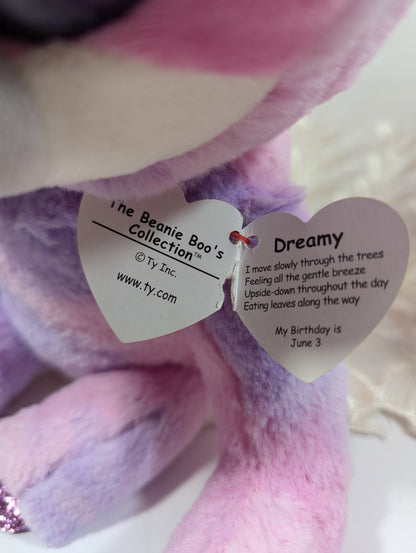 The Beanie Boo's
Collection™
© Ty Inc.
www.ty.com
Dreamy
I move slowly through the trees
Feeling all the gentle breeze
Upside-down throughout the day
Eating leaves along the way
My Birthday is
June 3